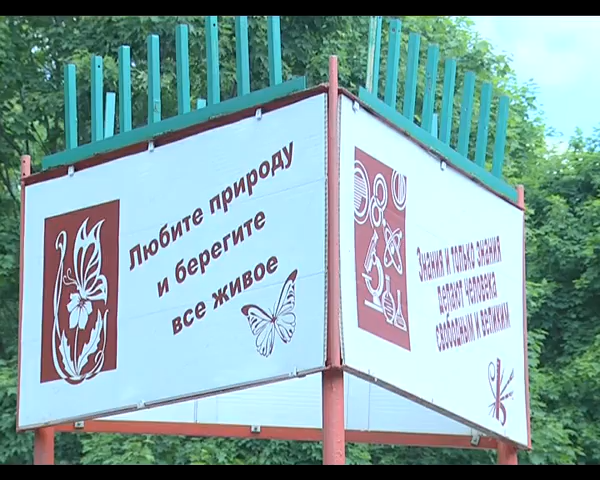 Любите природу
и берегите
все живое
Знания и только знания
делают человека
свободным и великим